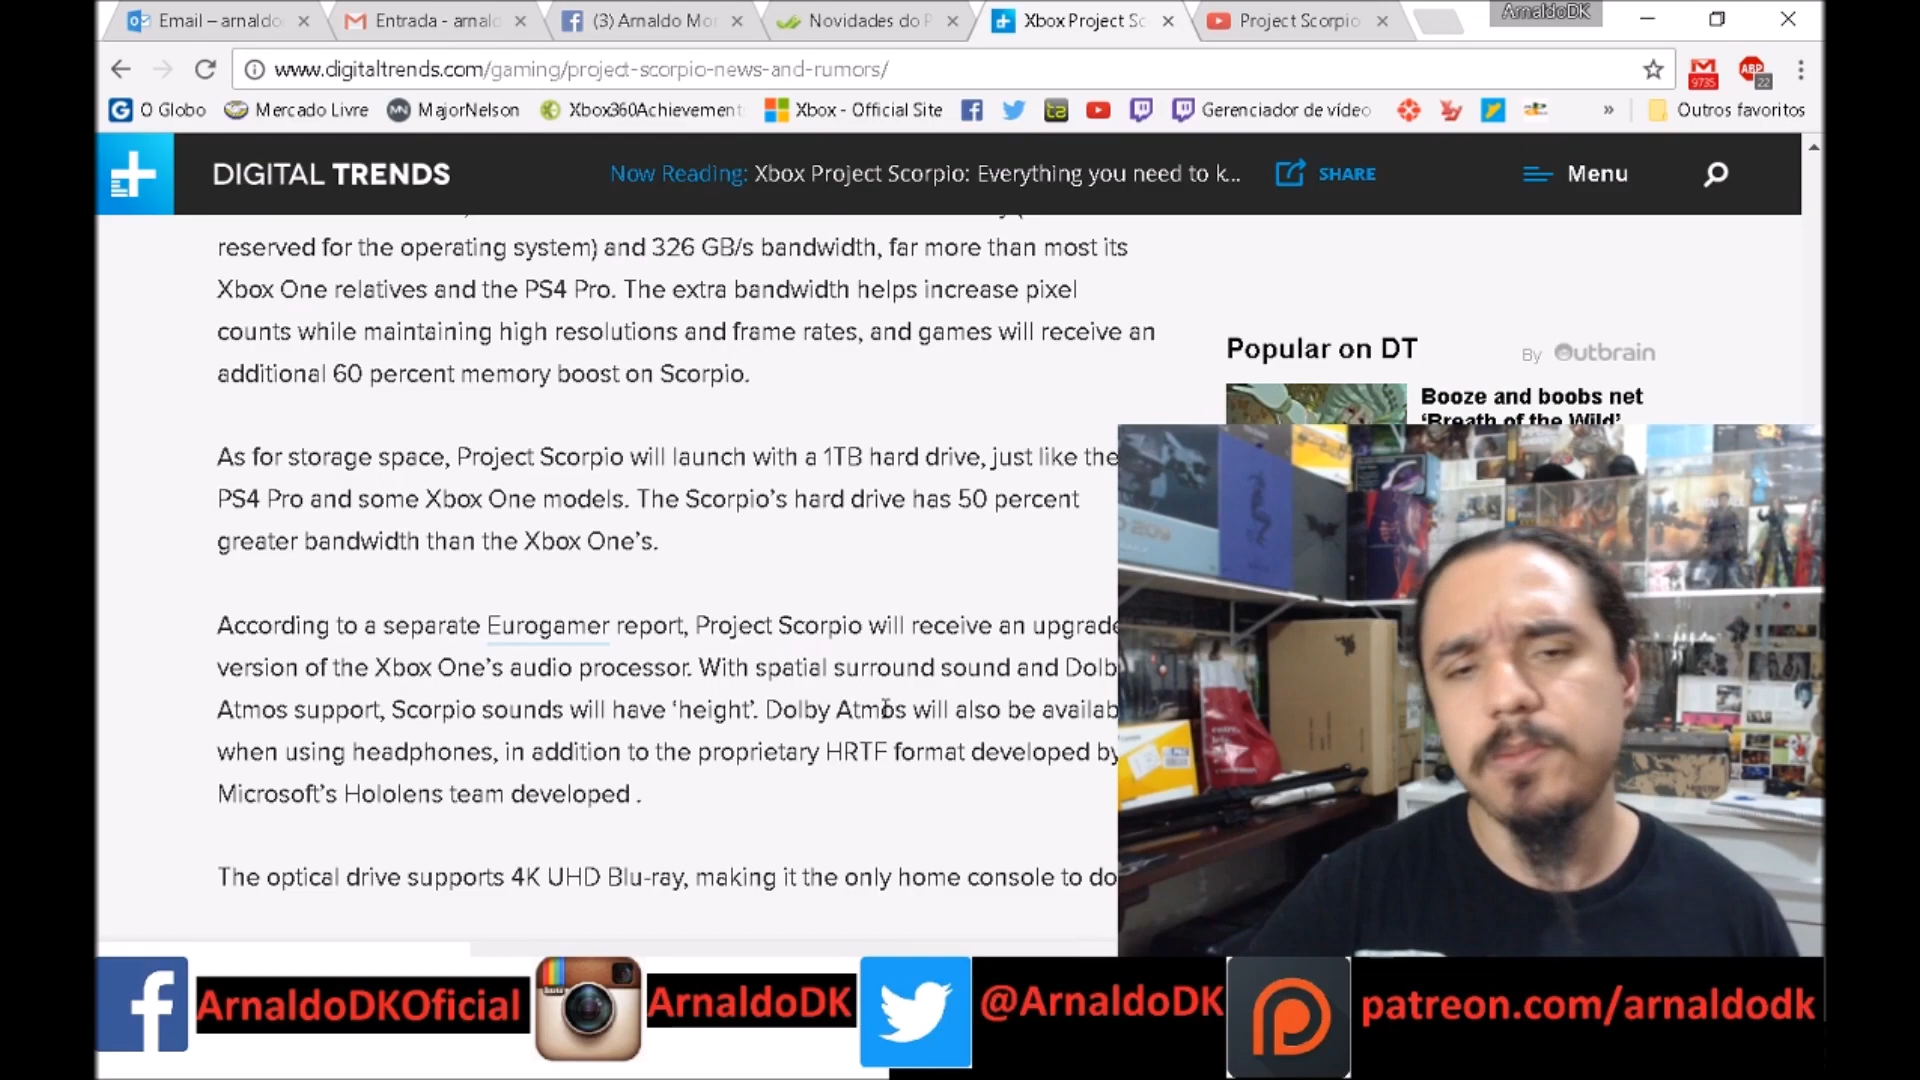 Email – arnaldo
Entrada - arnald
(3) Arnaldo Mor
Novidades do P
Xbox Project Sc
Project Scorpio
ArnaldoDK
www.digitaltrends.com/gaming/project-scorpio-news-and-rumors/
9735
ABP
22
O Globo
Mercado Livre
MajorNelson
Xbox360Achievement
Xbox - Official Site
Gerenciador de vídeo
Outros favoritos
DIGITAL TRENDS
Now Reading: Xbox Project Scorpio: Everything you need to k...
SHARE
Menu
reserved for the operating system) and 326 GB/s bandwidth, far more than most its
Xbox One relatives and the PS4 Pro. The extra bandwidth helps increase pixel
counts while maintaining high resolutions and frame rates, and games will receive an
additional 60 percent memory boost on Scorpio.
As for storage space, Project Scorpio will launch with a 1TB hard drive, just like the
PS4 Pro and some Xbox One models. The Scorpio’s hard drive has 50 percent
greater bandwidth than the Xbox One’s.
According to a separate Eurogamer report, Project Scorpio will receive an upgrade
version of the Xbox One’s audio processor. With spatial surround sound and Dolb
Atmos support, Scorpio sounds will have ‘height’. Dolby Atmos will also be availab
when using headphones, in addition to the proprietary HRTF format developed by
Microsoft’s Hololens team developed .
The optical drive supports 4K UHD Blu-ray, making it the only home console to do
Popular on DT
By Outbrain
Booze and boobs net
‘Breath of the Wild’
ArnaldoDKOficial
ArnaldoDK
@ArnaldoDK
patreon.com/arnaldodk